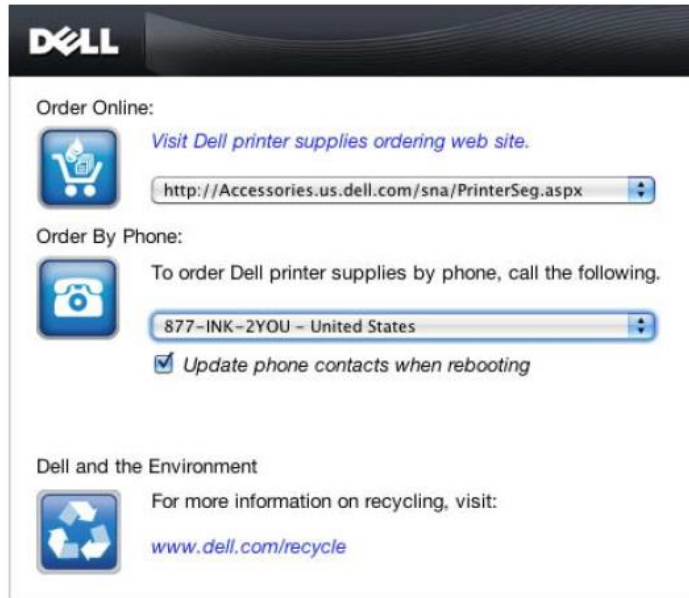 DELL
Order Online:
Visit Dell printer supplies ordering web site.
http://Accessories.us.dell.com/sna/PrinterSeg.aspx
Order By Phone:
To order Dell printer supplies by phone, call the following.
877-INK-2YOU - United States
Update phone contacts when rebooting
Dell and the Environment
For more information on recycling, visit:
www.dell.com/recycle